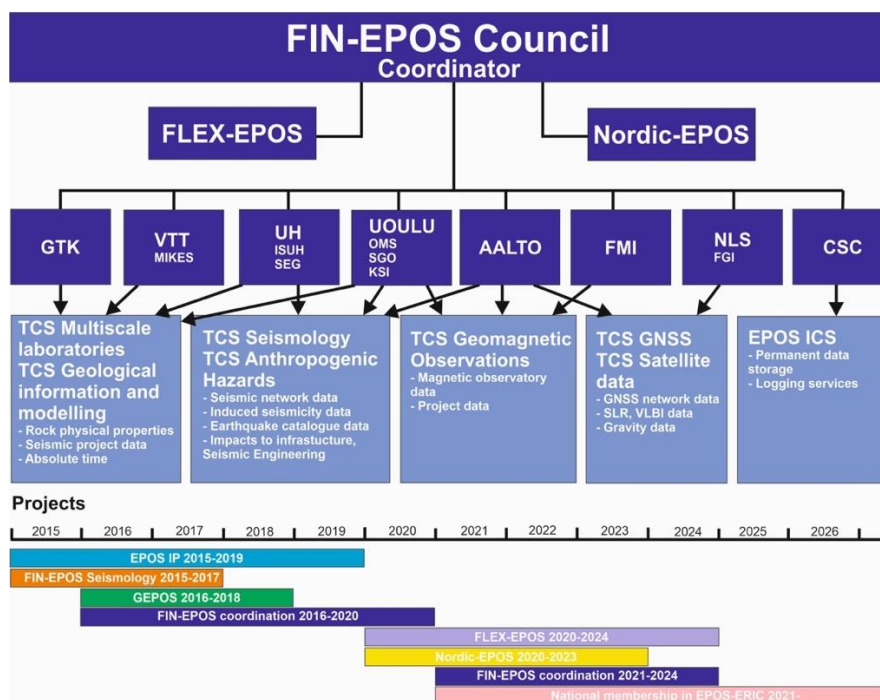 FIN-EPOS Council
Coordinator
FLEX-EPOS
Nordic-EPOS
GTK
VTT
MIKES
UH
ISUH
SEG
UOULU
OMS
SGO
KSI
AALTO
FMI
NLS
FGI
CSC
TCS Multiscale
laboratories
TCS Geological
information and
modelling
- Rock physical properties
- Seismic project data
- Absolute time
TCS Seismology
TCS Anthropogenic
Hazards
- Seismic network data
- Induced seismicity data
- Earthquake catalogue data
- Impacts to infrastucture,
Seismic Engineering
TCS Geomagnetic
Observations
- Magnetic observatory
data
- Project data
TCS GNSS
TCS Satellite
data
- GNSS network data
- SLR, VLBI data
- Gravity data
EPOS ICS
- Permanent data
storage
- Logging services
Projects
2015 2016 2017 2018 2019 2020 2021 2022 2023 2024 2025 2026
EPOS IP 2015-2019
FIN-EPOS Seismology 2015-2017
GEPOS 2016-2018
FIN-EPOS coordination 2016-2020
FLEX-EPOS 2020-2024
Nordic-EPOS 2020-2023
FIN-EPOS coordination 2021-2024
National membership in EPOS-ERIC 2021-